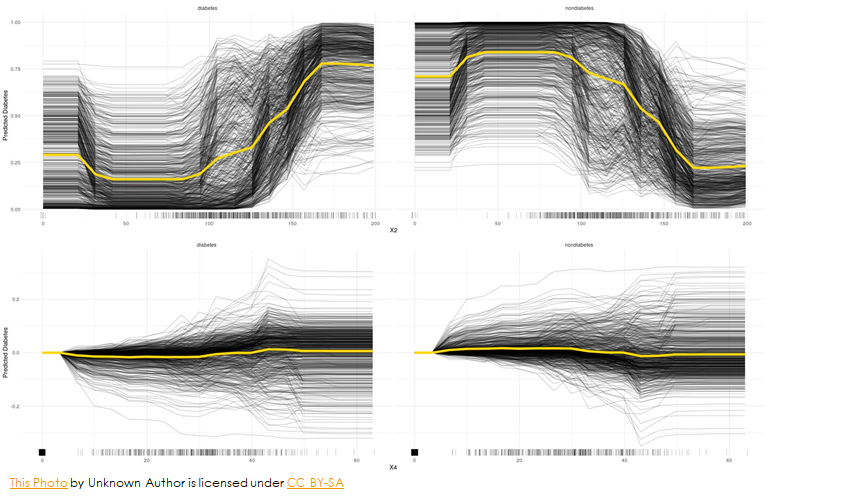 diabetes
nondiabetes
Predicted Diabetes
1.00
0.75
0.50
0.25
0.00
0 50 100 150 200
0 50 100 150 200
X2
diabetes
nondiabetes
Predicted Diabetes
0.2
0.0
-0.2
0 20 40 60
0 20 40 60
X4
This Photo by Unknown Author is licensed under CC BY-SA